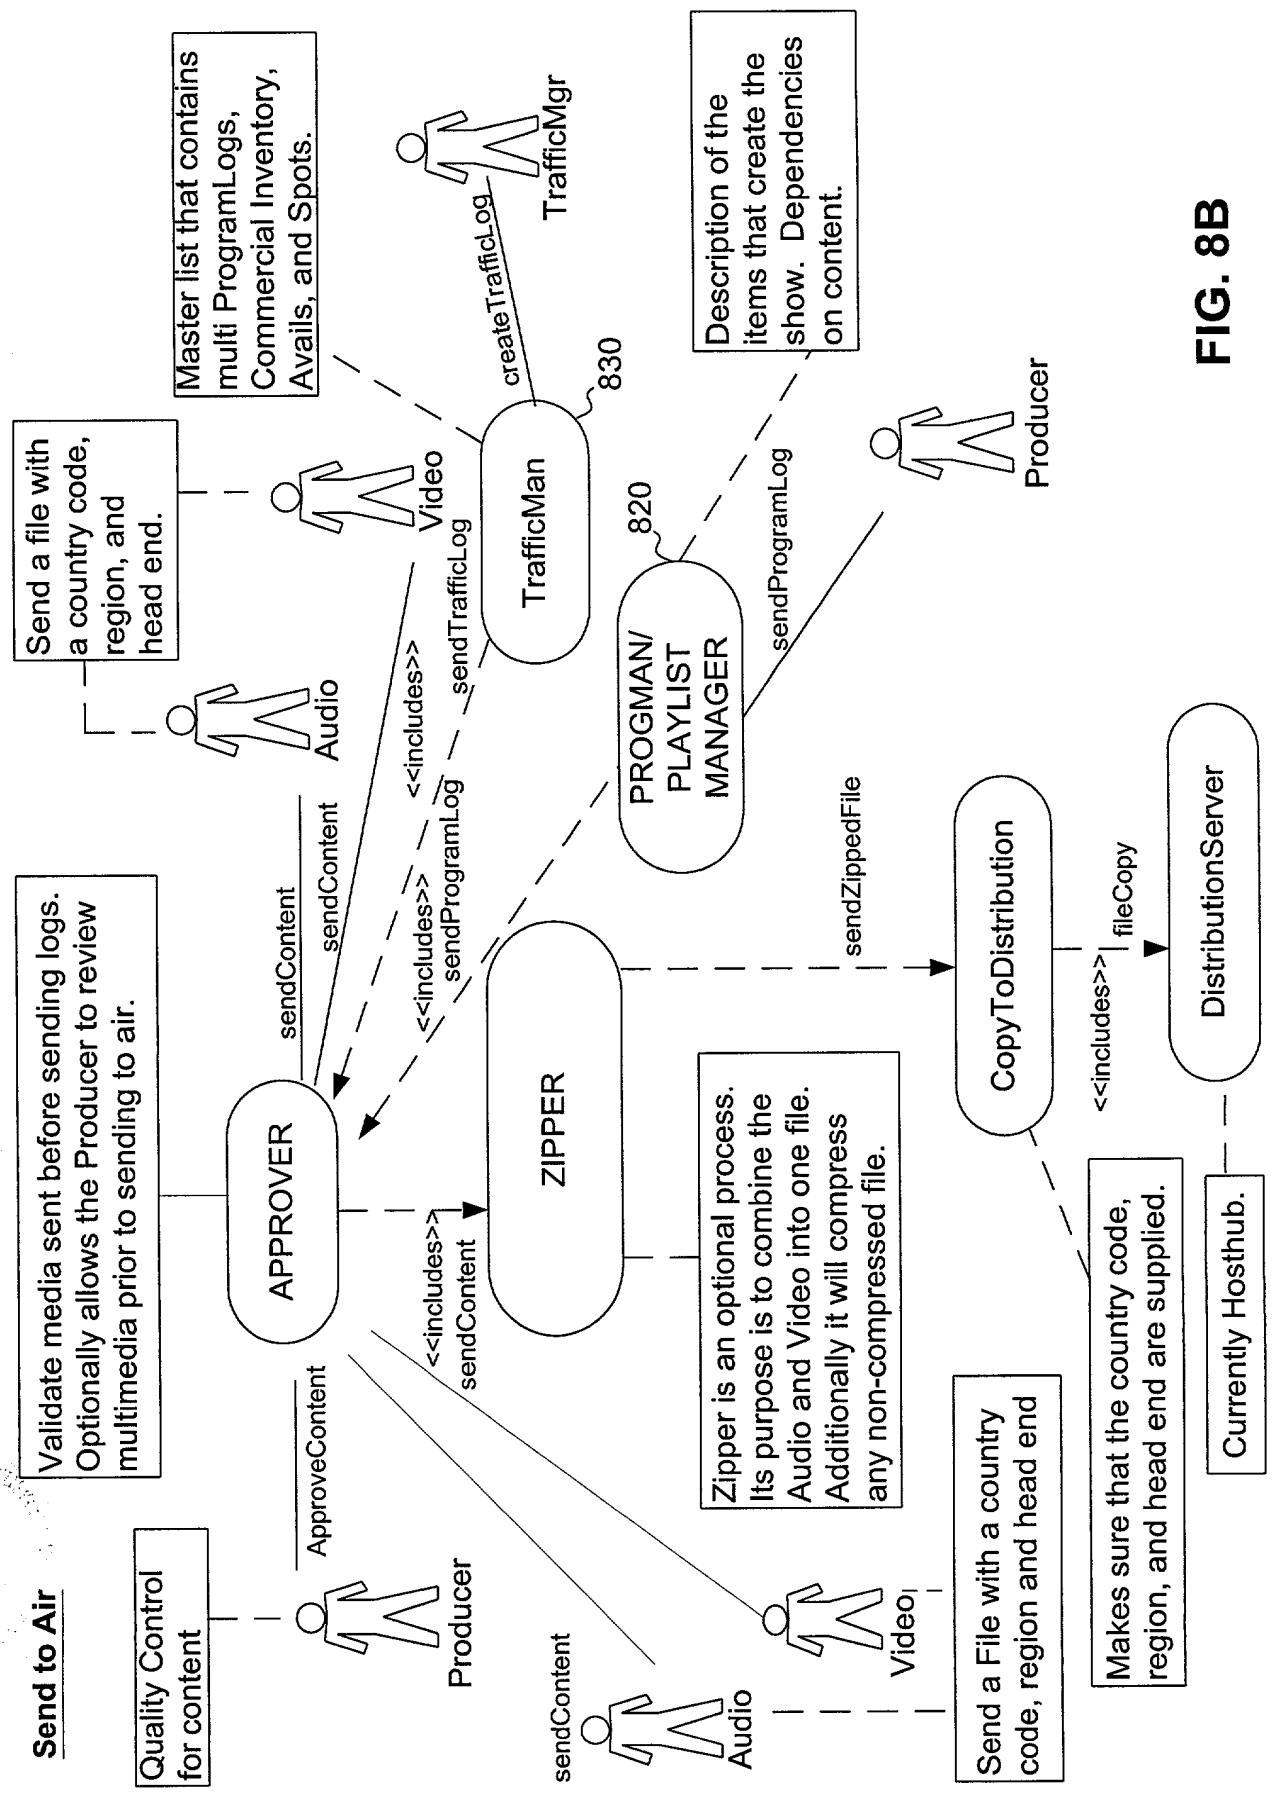 Send to Air
Quality Control
for content
Producer
ApproveContent
Validate media sent before sending logs.
Optionally allows the Producer to review
multimedia prior to sending to air.
APPROVER
sendContent
sendContent
Audio
Send a file with
a country code,
region, and
head end.
Video
Master list that contains
multi ProgramLogs,
Commercial Inventory,
Avails, and Spots.
TrafficMgr
createTrafficLog
<<includes>>
sendTrafficLog
TrafficMan
830
<<includes>>
sendProgramLog
<<includes>>
sendContent
ZIPPER
PROGMAN/
PLAYLIST
MANAGER
820
Description of the
items that create the
show. Dependencies
on content.
sendProgramLog
Producer
sendContent
Audio
Video
Zipper is an optional process.
Its purpose is to combine the
Audio and Video into one file.
Additionally it will compress
any non-compressed file.
sendZippedFile
Send a File with a country
code, region and head end
CopyToDistribution
Makes sure that the country code,
region, and head end are supplied.
<<includes>>
fileCopy
DistributionServer
Currently Hosthub.
FIG. 8B